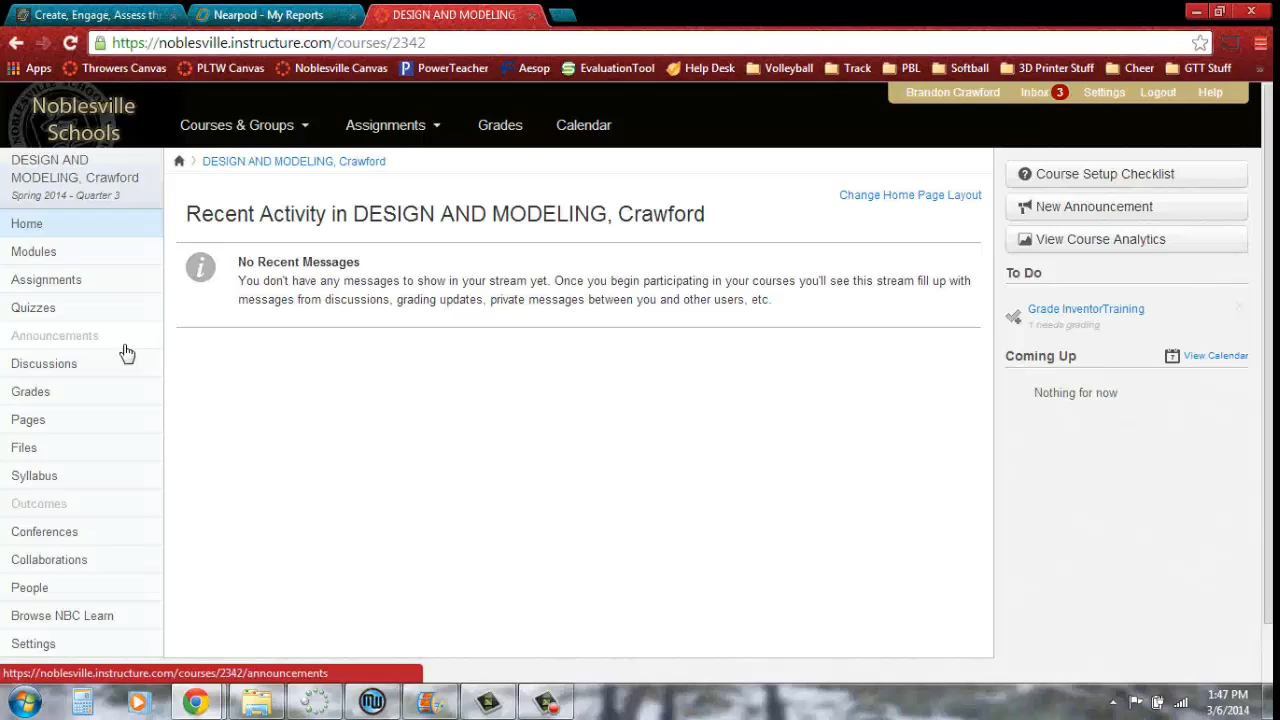 Create, Engage, Assess th
Nearpod - My Reports
DESIGN AND MODELING,
https://noblesville.instructure.com/courses/2342
Apps
Throwers Canvas
PLTW Canvas
Noblesville Canvas
PowerTeacher
Aesop
EvaluationTool
Help Desk
Volleyball
Track
PBL
Softball
3D Printer Stuff
Cheer
GTT Stuff
Brandon Crawford
Inbox 3
Settings
Logout
Help
Noblesville
Schools
Courses & Groups
Assignments
Grades
Calendar
DESIGN AND
MODELING, Crawford
Spring 2014 - Quarter 3
Home
Modules
Assignments
Quizzes
Announcements
Discussions
Grades
Pages
Files
Syllabus
Outcomes
Conferences
Collaborations
People
Browse NBC Learn
Settings
DESIGN AND MODELING, Crawford
Change Home Page Layout
Recent Activity in DESIGN AND MODELING, Crawford
No Recent Messages
You don't have any messages to show in your stream yet. Once you begin participating in your courses you'll see this stream fill up with
messages from discussions, grading updates, private messages between you and other users, etc.
Course Setup Checklist
New Announcement
View Course Analytics
To Do
Grade InventorTraining
1 needs grading
Coming Up
View Calendar
Nothing for now
https://noblesville.instructure.com/courses/2342/announcements
1:47 PM
3/6/2014